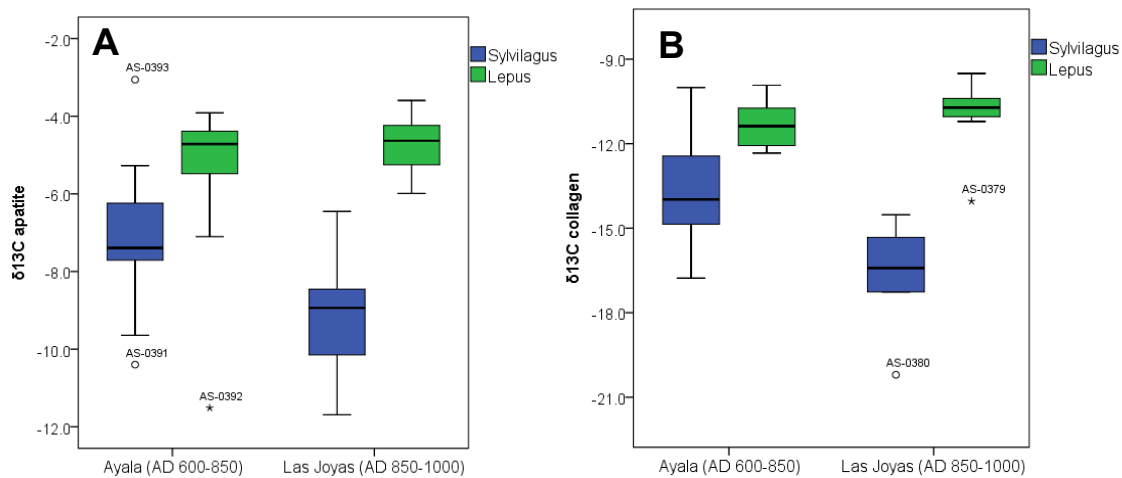 A
δ13C apatite
-2.0
-4.0
-6.0
-8.0
-10.0
-12.0
AS-0393
AS-0391
AS-0392
Ayala (AD 600-850)
Las Joyas (AD 850-1000)
Sylvilagus
Lepus
B
δ13C collagen
-9.0
-12.0
-15.0
-18.0
-21.0
AS-0379
AS-0380
Ayala (AD 600-850)
Las Joyas (AD 850-1000)
Sylvilagus
Lepus